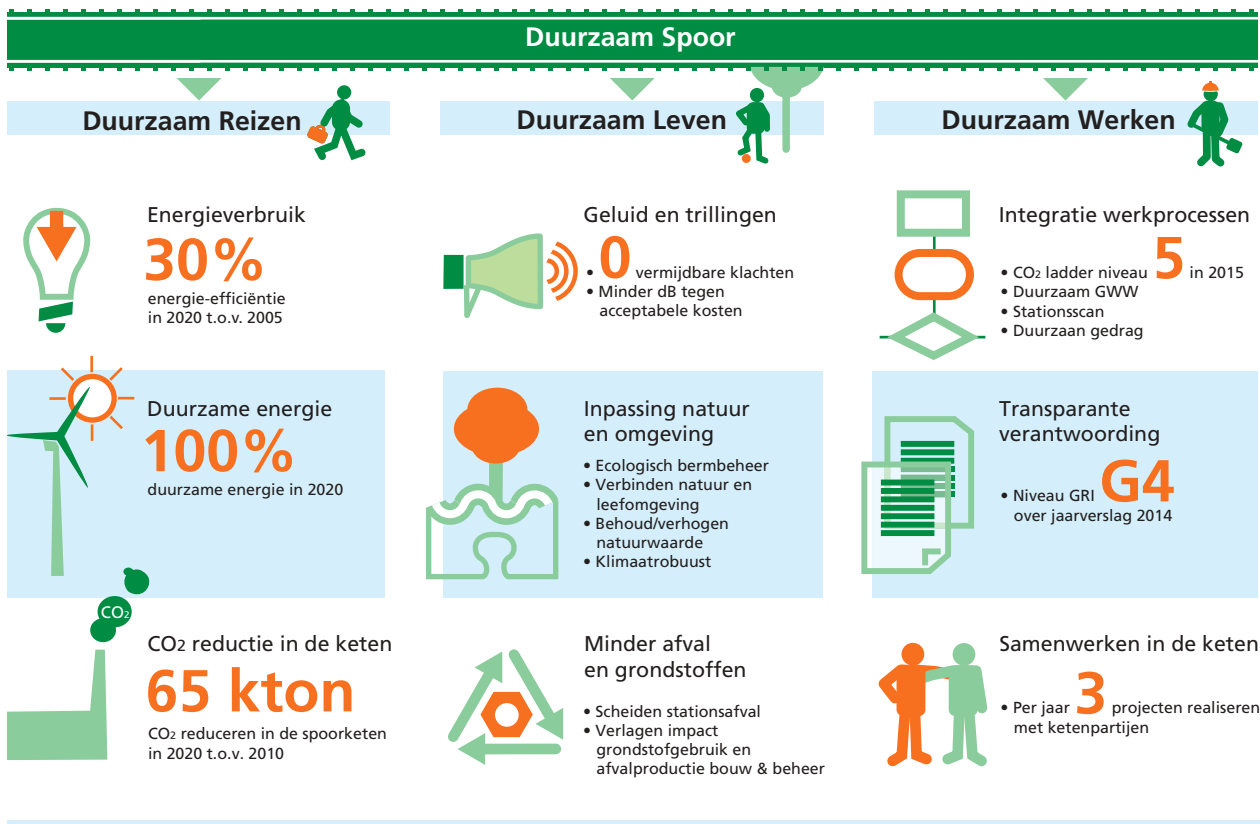 Duurzaam Spoor
Duurzaam Reizen
Energieverbruik
30%
energie-efficiëntie
in 2020 t.o.v. 2005
Duurzame energie
100%
duurzame energie in 2020
CO2
CO2 reductie in de keten
65 kton
CO2 reduceren in de spoorketen
in 2020 t.o.v. 2010
Duurzaam Leven
Geluid en trillingen
• 0 vermijdbare klachten
• Minder dB tegen
acceptabele kosten
Inpassing natuur
en omgeving
• Ecologisch bermbeheer
• Verbinden natuur en
leefomgeving
• Behoud/verhogen
natuurwaarde
• Klimaatrobuust
Minder afval
en grondstoffen
• Scheiden stationsafval
• Verlagen impact
grondstofgebruik en
afvalproductie bouw & beheer
Duurzaam Werken
Integratie werkprocessen
• CO2 ladder niveau 5 in 2015
• Duurzaam GWW
• Stationsscan
• Duurzaan gedrag
Transparante
verantwoording
• Niveau GRI G4
over jaarverslag 2014
Samenwerken in de keten
• Per jaar 3 projecten realiseren
met ketenpartijen